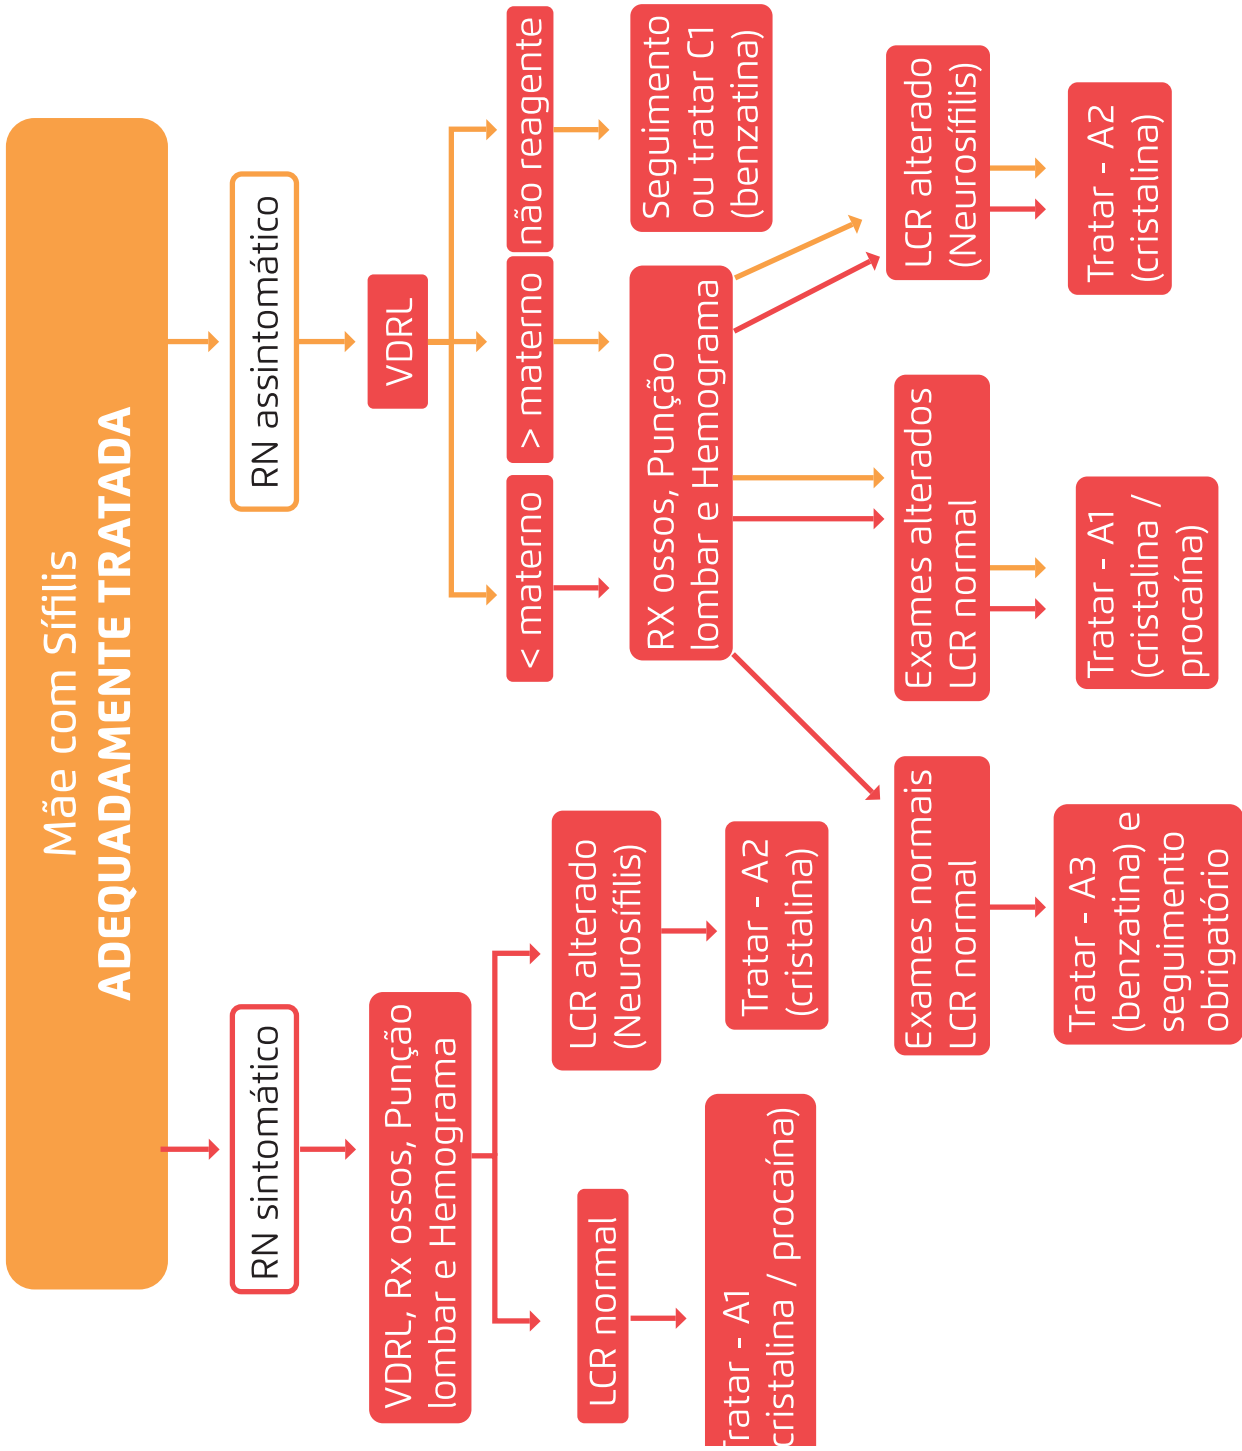 Mãe com Sífilis
ADEQUADAMENTE TRATADA
RN sintomático
RN assintomático
VDRL, Rx ossos, Punção
lombar e Hemograma
VDRL
LCR normal
LCR alterado
(Neurosífilis)
< materno
> materno
não reagente
ratar - A1
cristalina / procaína)
Tratar - A2
(cristalina)
RX ossos, Punção
lombar e Hemograma
Seguimento
ou tratar C1
(benzatina)
Exames normais
LCR normal
Exames alterados
LCR normal
LCR alterado
(Neurosífilis)
Tratar - A3
(benzatina) e
seguimento
obrigatório
Tratar - A1
(cristalina /
procaína)
Tratar - A2
(cristalina)